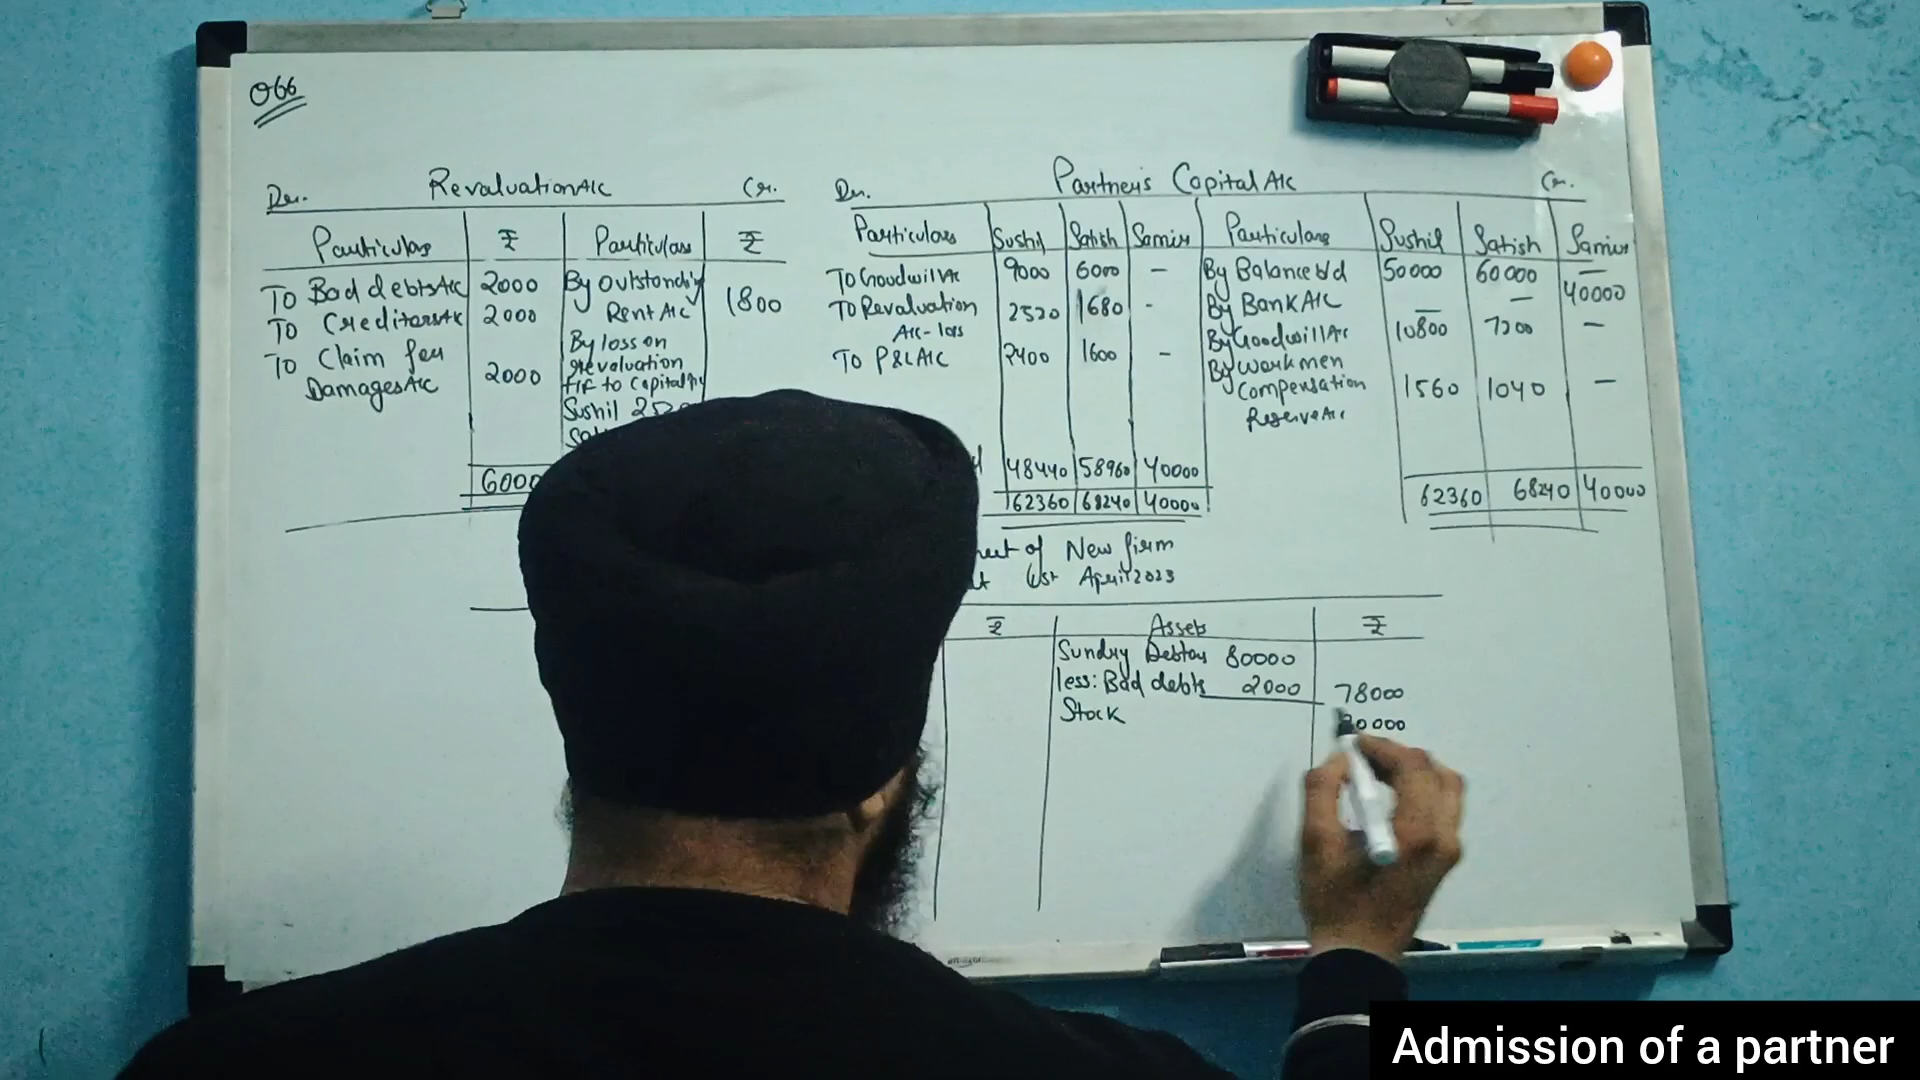 066
Dr. Revaluation A/C Cr.
Particulars ₹ Particulars ₹
To Bad debts A/C 2000 By Outstanding
Rent A/C 1800
To Creditors A/C 2000
By loss on
revaluation
To Claim for
Damages A/C 2000
t/f to Capital A/c
Sushil 2520
6000
Dr. Partner's Capital A/C Cr.
Particulars Sushil Satish Samir Particulars Sushil Satish Samir
To Goodwill A/c 9000 6000 – By Balance b/d 50000 60000 –
To Revaluation
A/c - loss 2520 1680 - By Bank A/C – – 40000
To P&L A/C 2400 1600 – By Goodwill A/c 10800 7200 –
By Workmen
Compensation
Reserve A/c 1560 1040 –
48440 58960 40000
62360 68240 40000 62360 68240 40000
of New firm
1st April 2023
₹ Assets ₹
Sundry Debtors 80000
less: Bad debts 2000 78000
Stock 0000
Admission of a partner